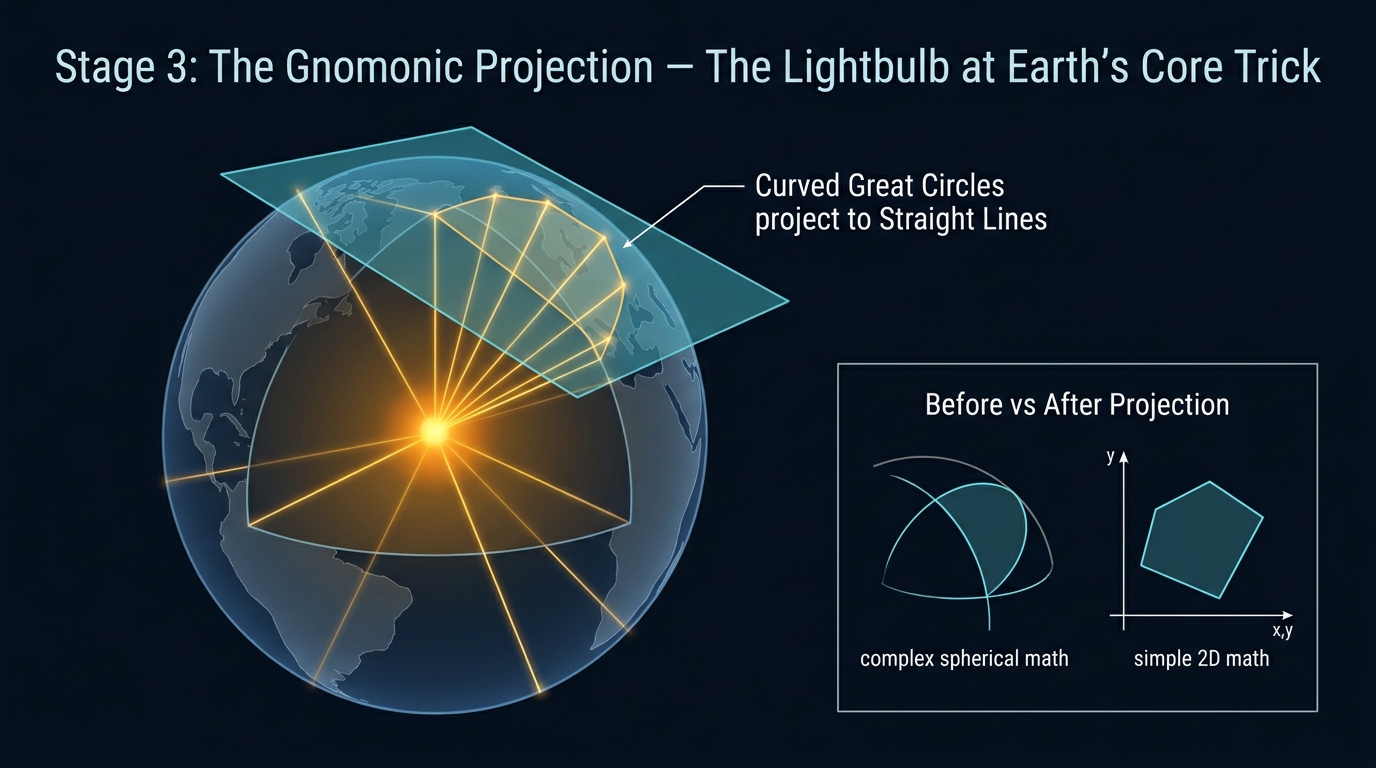 Stage 3: The Gnomonic Projection — The Lightbulb at Earth’s Core Trick
Curved Great Circles
project to Straight Lines
Before vs After Projection
y
x,y
complex spherical math
simple 2D math